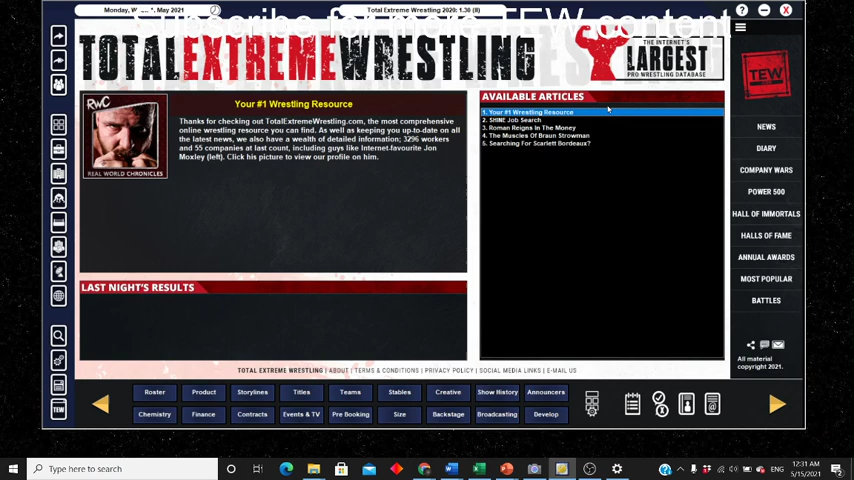 Subscribe for more TEW content
Monday, W... 1, May 2021
Total Extreme Wrestling 2020: 1.30 (8)
TOTALEXTREMEWRESTLING
THE INTERNET'S
LARGEST
PRO WRESTLING DATABASE
TEW
RWC
REAL WORLD CHRONICLES
Your #1 Wrestling Resource
Thanks for checking out TotalExtremeWrestling.com, the most comprehensive
online wrestling resource you can find. As well as keeping you up-to-date on all
the latest news, we also have a wealth of detailed information; 3296 workers
and 55 companies at last count, including guys like Internet-favourite Jon
Moxley (left). Click his picture to view our profile on him.
AVAILABLE ARTICLES
1. Your #1 Wrestling Resource
2. SHINE Job Search
3. Roman Reigns In The Money
4. The Muscles Of Braun Strowman
5. Searching For Scarlett Bordeaux?
NEWS
DIARY
COMPANY WARS
POWER 500
HALL OF IMMORTALS
HALLS OF FAME
ANNUAL AWARDS
MOST POPULAR
BATTLES
LAST NIGHT'S RESULTS
All material
copyright 2021.
TOTAL EXTREME WRESTLING | ABOUT | TERMS & CONDITIONS | PRIVACY POLICY | SOCIAL MEDIA LINKS | E-MAIL US
Roster Product Storylines Titles Teams Stables Creative Show History Announcers
Chemistry Finance Contracts Events & TV Pre Booking Size Backstage Broadcasting Develop
TEW
Type here to search
ENG
12:31 AM
5/15/2021